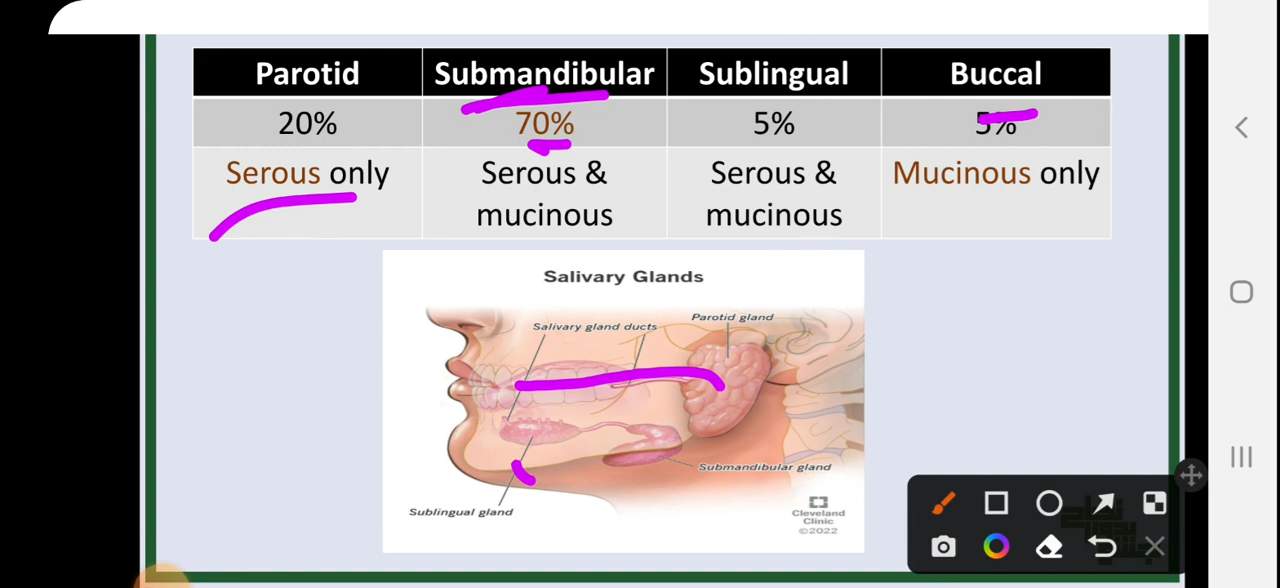 Parotid Submandibular Sublingual Buccal
20% 70% 5% 5%
Serous only Serous & mucinous Serous & mucinous Mucinous only
Salivary Glands
Parotid gland
Salivary gland ducts
Submandibular gland
Sublingual gland
Cleveland
Clinic
©2022